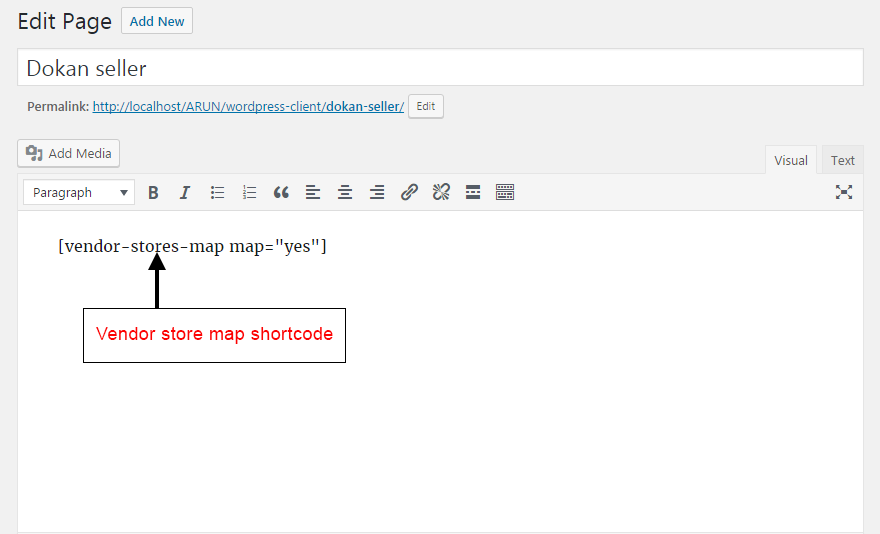 Edit Page Add New
Dokan seller
Permalink: http://localhost/ARUN/wordpress-client/dokan-seller/ Edit
Add Media
Visual Text
Paragraph
[vendor-stores-map map="yes"]
Vendor store map shortcode